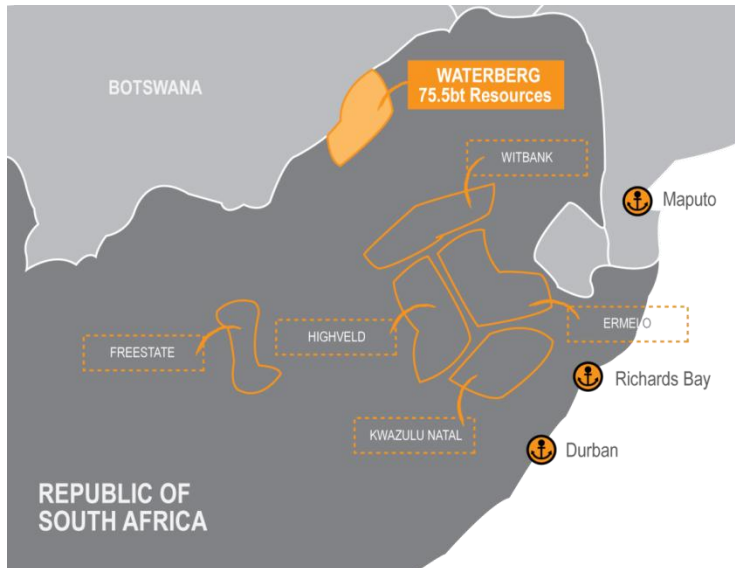 BOTSWANA
WATERBERG
75.5bt Resources
WITBANK
Maputo
FREESTATE
HIGHVELD
ERMELO
Richards Bay
KWAZULU NATAL
Durban
REPUBLIC OF
SOUTH AFRICA